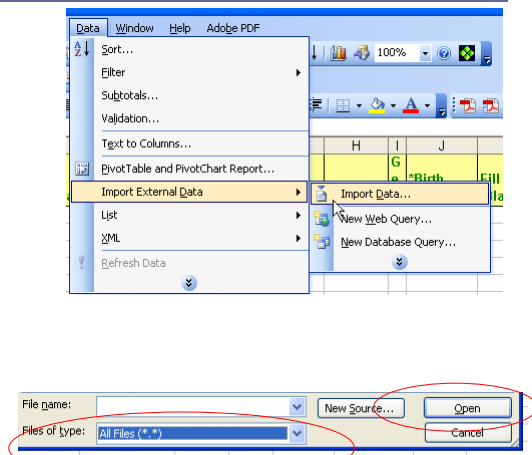 Data Window Help Adobe PDF
Sort...
100%
Filter
Subtotals...
Validation...
Text to Columns...
H I J
PivotTable and PivotChart Report...
G
e *Birth Fill
Import External Data
Import Data...
List
New Web Query...
XML
New Database Query...
Refresh Data
File name:
New Source...
Open
Files of type:
All Files (*.*)
Cancel